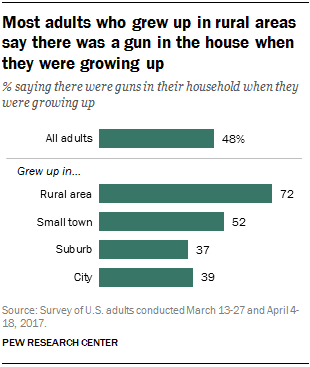 Most adults who grew up in rural areas
say there was a gun in the house when
they were growing up
% saying there were guns in their household when they
were growing up
All adults 48%
Grew up in...
Rural area 72
Small town 52
Suburb 37
City 39
Source: Survey of U.S. adults conducted March 13-27 and April 4-
18, 2017.
PEW RESEARCH CENTER